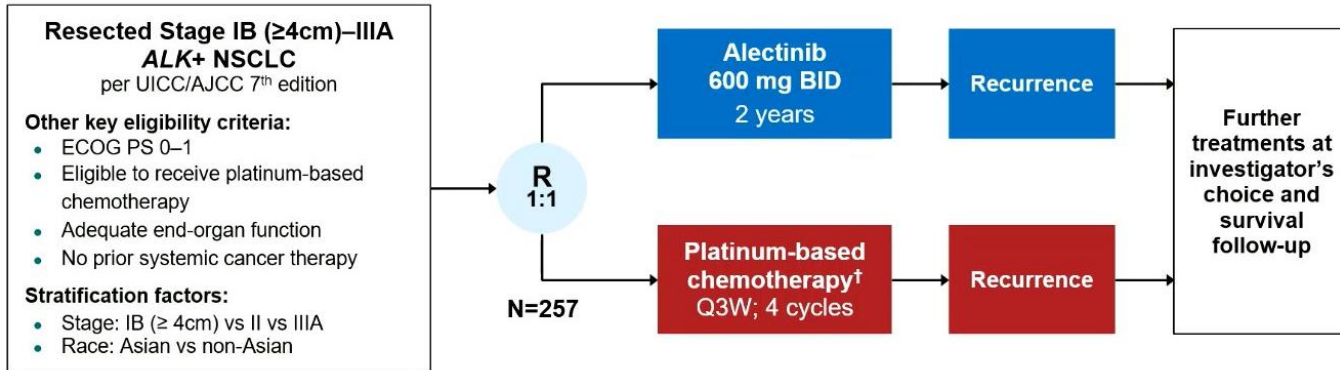 Resected Stage IB (≥4cm)–IIIA
ALK+ NSCLC
per UICC/AJCC 7th edition
Other key eligibility criteria:
• ECOG PS 0–1
• Eligible to receive platinum-based
chemotherapy
• Adequate end-organ function
• No prior systemic cancer therapy
Stratification factors:
• Stage: IB (≥ 4cm) vs II vs IIIA
• Race: Asian vs non-Asian
R
1:1
N=257
Alectinib
600 mg BID
2 years
Recurrence
Platinum-based
chemotherapy†
Q3W; 4 cycles
Recurrence
Further
treatments at
investigator’s
choice and
survival
follow-up